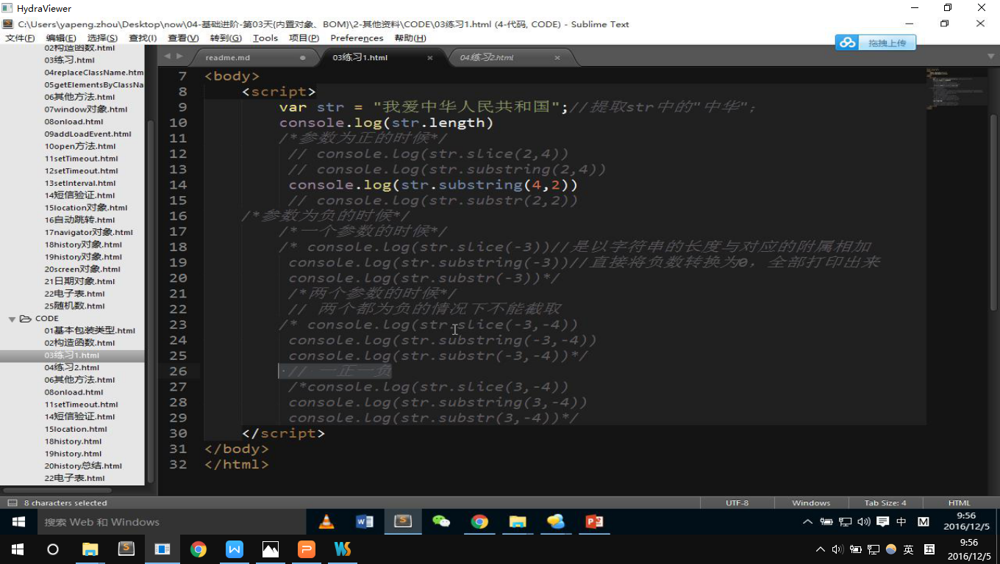 HydraViewer
C:\Users\yapeng.zhou\Desktop\now\04-基础进阶-第03天{内置对象、BOM}\2-其他资料\CODE\03练习1.html (4-代码, CODE) - Sublime Text
文件(F) 编辑(E) 选择(S) 查找(I) 查看(V) 转到(G) Tools 项目(P) Preferences 帮助(H)
拖拽上传
02构造函数.html
03练习.html
04replaceClassName.htm
05getElementsByClassNa
06其他方法.html
07window对象.html
08onload.html
09addLoadEvent.html
10open方法.html
11setTimeout.html
12setTimeout.html
13setInterval.html
14短信验证.html
15location对象.html
16自动跳转.html
17navigator对象.html
18history对象.html
19history对象.html
20screen对象.html
21日期对象.html
22电子表.html
25随机数.html
CODE
01基本包装类型.html
02构造函数.html
03练习1.html
04练习2.html
06其他方法.html
08onload.html
11setTimeout.html
14短信验证.html
15location.html
18history.html
19history.html
20history总结.html
22电子表.html
readme.md 03练习1.html 04练习2.html
7 <body>
8 <script>
9 var str = "我爱中华人民共和国";//提取str中的"中华";
10 console.log(str.length)
11 /*参数为正的时候*/
12 // console.log(str.slice(2,4))
13 // console.log(str.substring(2,4))
14 console.log(str.substring(4,2))
15 // console.log(str.substr(2,2))
16 /*参数为负的时候*/
17 /*一个参数的时候*/
18 /* console.log(str.slice(-3))//是以字符串的长度与对应的附属相加
19 console.log(str.substring(-3))//直接将负数转换为0，全部打印出来
20 console.log(str.substr(-3))*/
21 /*两个参数的时候*/
22 // 两个都为负的情况下不能截取
23 /* console.log(str.slice(-3,-4))
24 console.log(str.substring(-3,-4))
25 console.log(str.substr(-3,-4))*/
26 // 一正一负
27 /*console.log(str.slice(3,-4))
28 console.log(str.substring(3,-4))
29 console.log(str.substr(3,-4))*/
30 </script>
31 </body>
32 </html>
8 characters selected UTF-8 Windows Tab Size: 4 HTML
搜索 Web 和 Windows
中 M 9:56
2016/12/5
英 五 9:56
2016/12/5